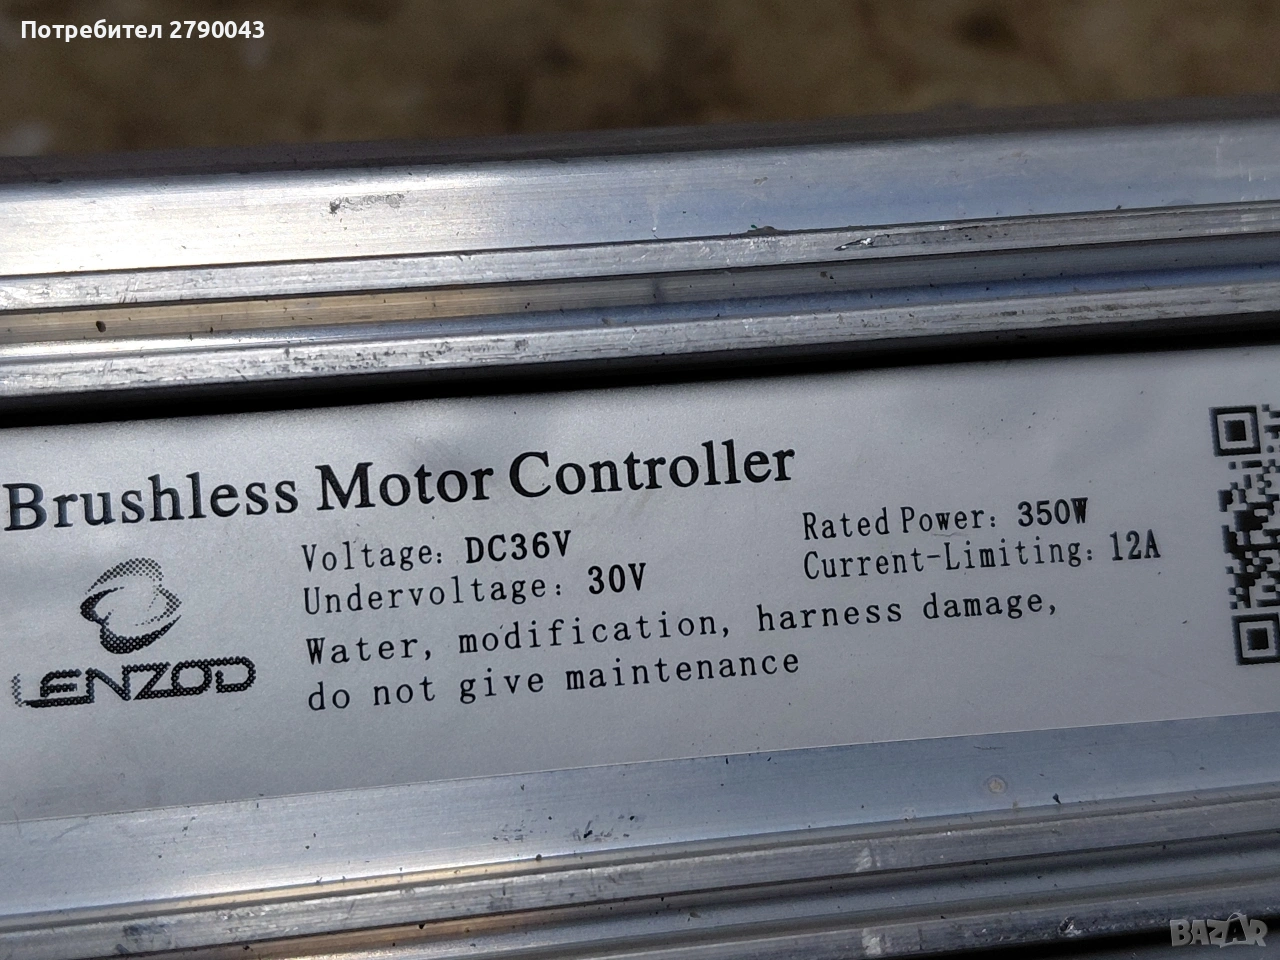 Потребител 2790043
Brushless Motor Controller
Voltage: DC36V
Rated Power: 350W
Undervoltage: 30V
Current-Limiting: 12A
Water, modification, harness damage,
do not give maintenance
LENZOD
BAZAR